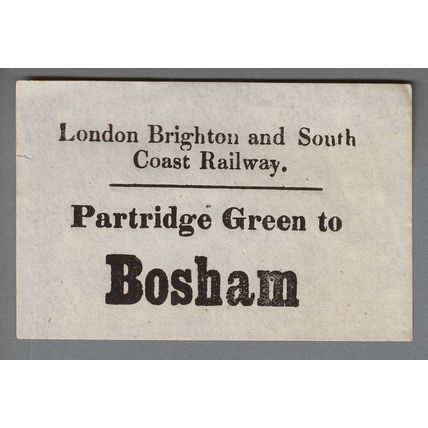 London Brighton and South
Coast Railway.
Partridge Green to
Bosham